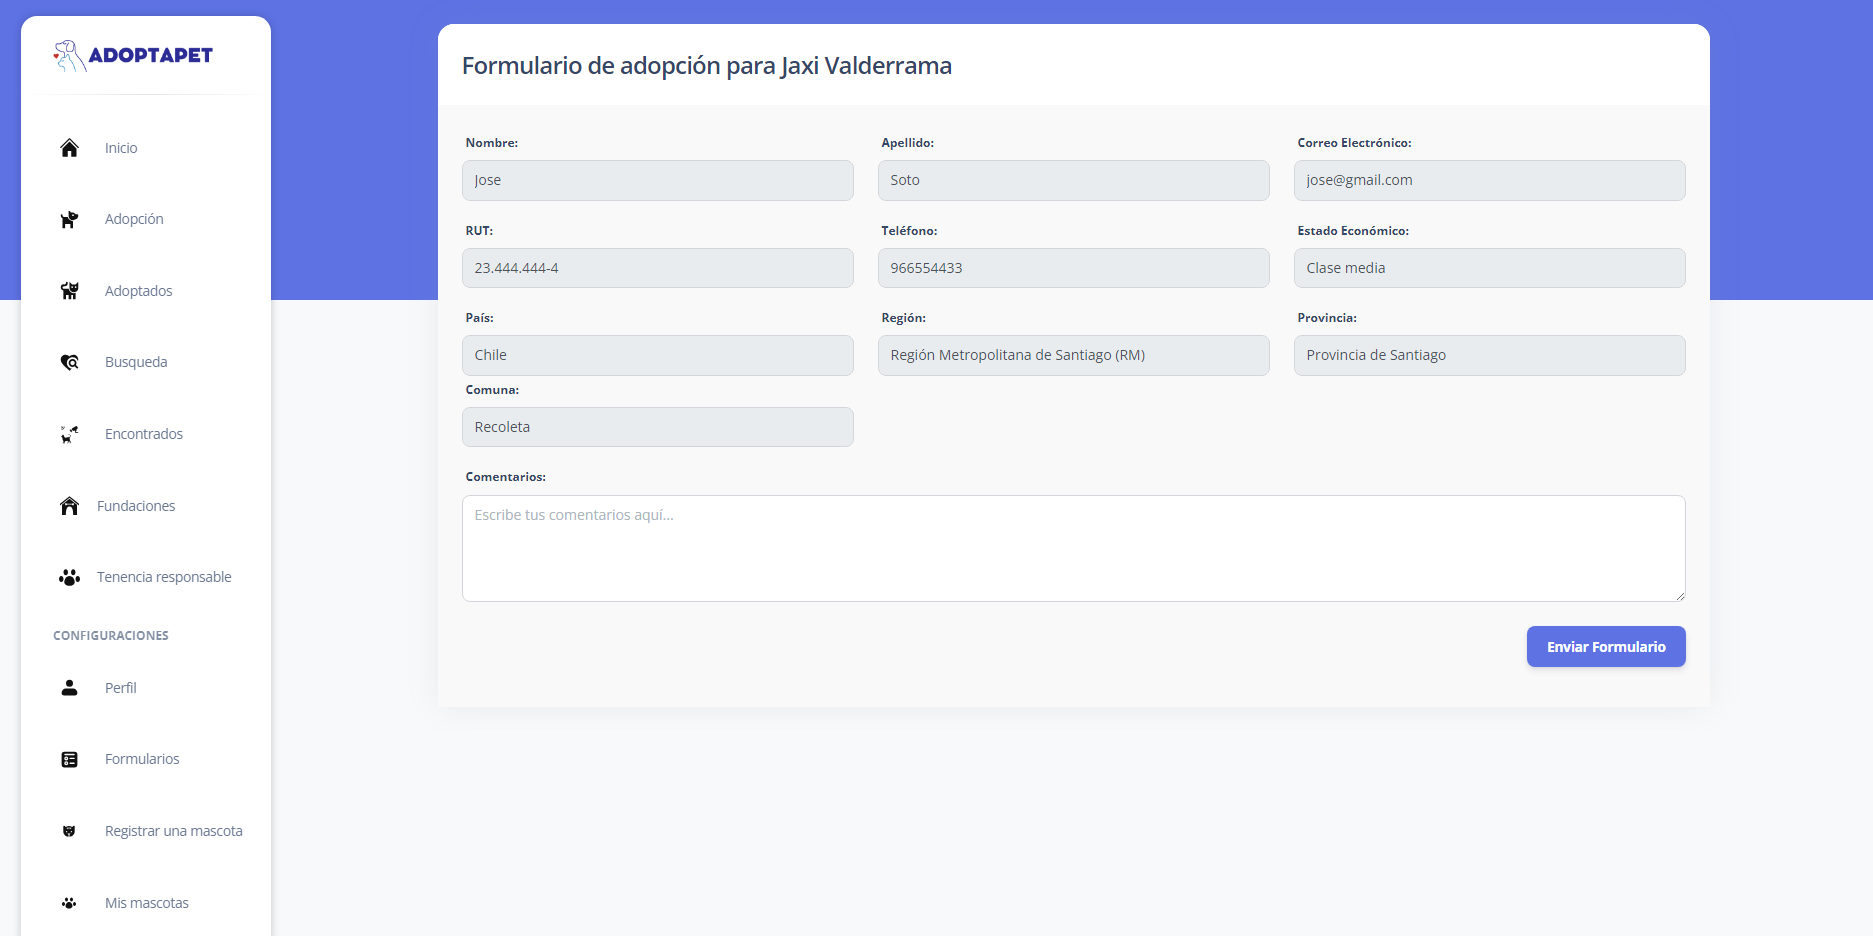 ADOPTAPET
Inicio
Adopción
Adoptados
Busqueda
Encontrados
Fundaciones
Tenencia responsable
CONFIGURACIONES
Perfil
Formularios
Registrar una mascota
Mis mascotas
Formulario de adopción para Jaxi Valderrama
Nombre: Apellido: Correo Electrónico:
Jose Soto jose@gmail.com
RUT: Teléfono: Estado Económico:
23.444.444-4 966554433 Clase media
País: Región: Provincia:
Chile Región Metropolitana de Santiago (RM) Provincia de Santiago
Comuna:
Recoleta
Comentarios:
Escribe tus comentarios aquí...
Enviar Formulario